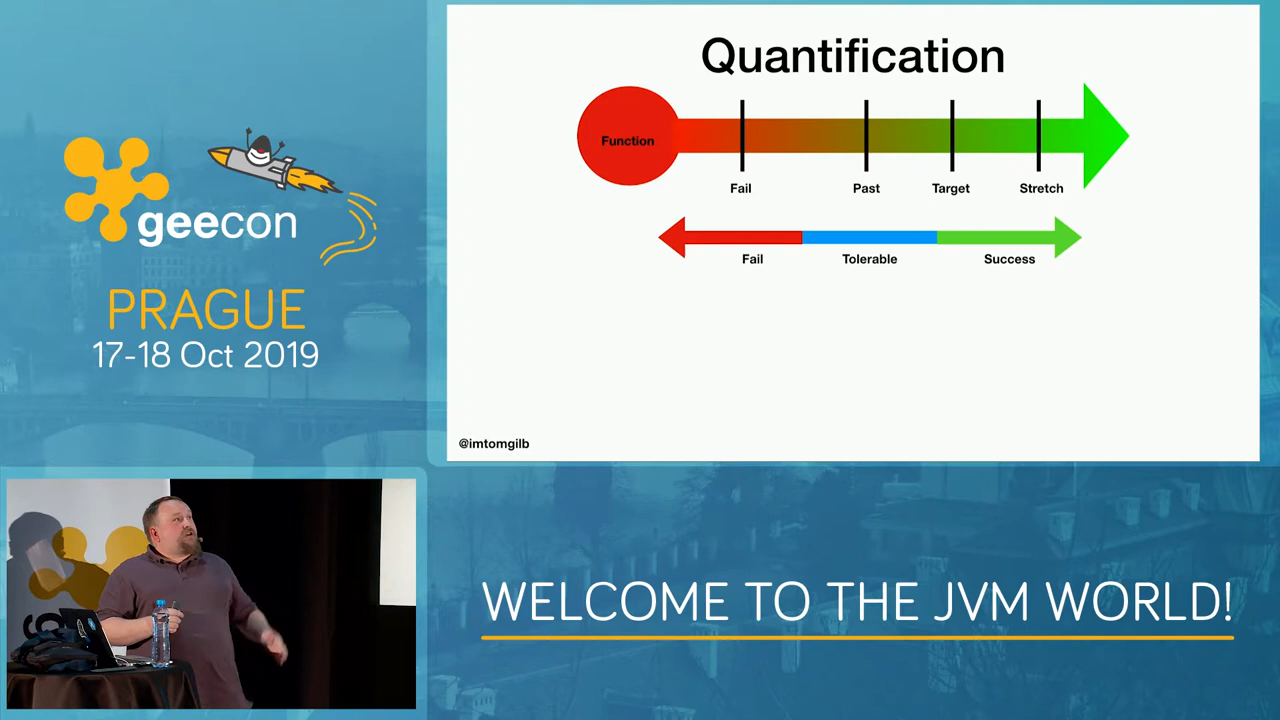 geecon
PRAGUE
17-18 Oct 2019
Quantification
Function
Fail
Past
Target
Stretch
Fail
Tolerable
Success
@imtomgilb
WELCOME TO THE JVM WORLD!